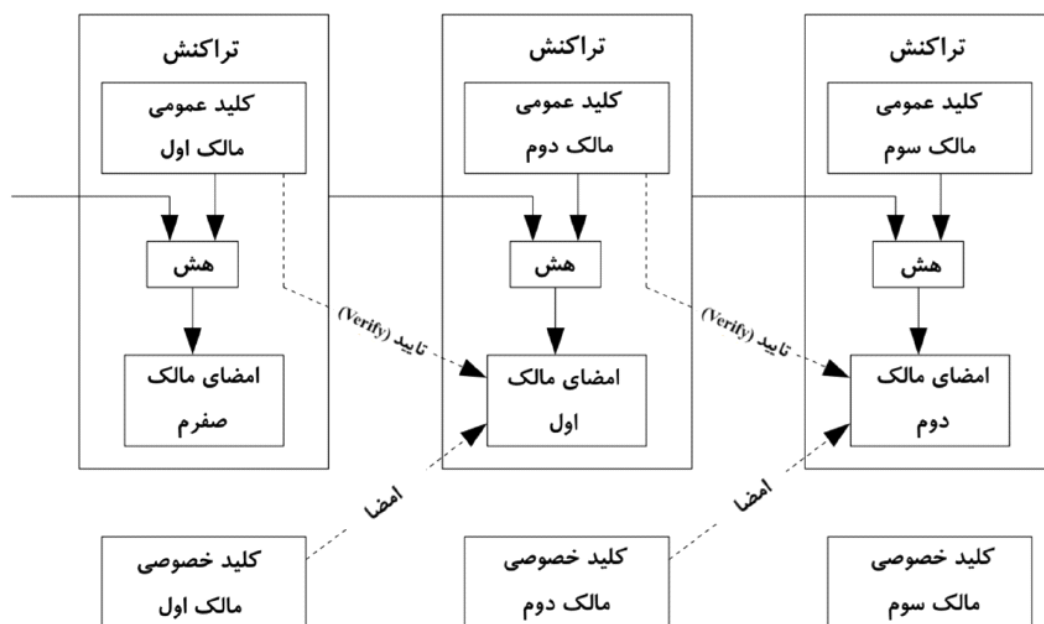 تراکنش
کلید عمومی
مالک اول
هش
امضای مالک
صفرم
تراکنش
کلید عمومی
مالک دوم
هش
امضای مالک
اول
تراکنش
کلید عمومی
مالک سوم
هش
امضای مالک
دوم
تایید (Verify)
تایید (Verify)
امضا
امضا
کلید خصوصی
مالک اول
کلید خصوصی
مالک دوم
کلید خصوصی
مالک سوم